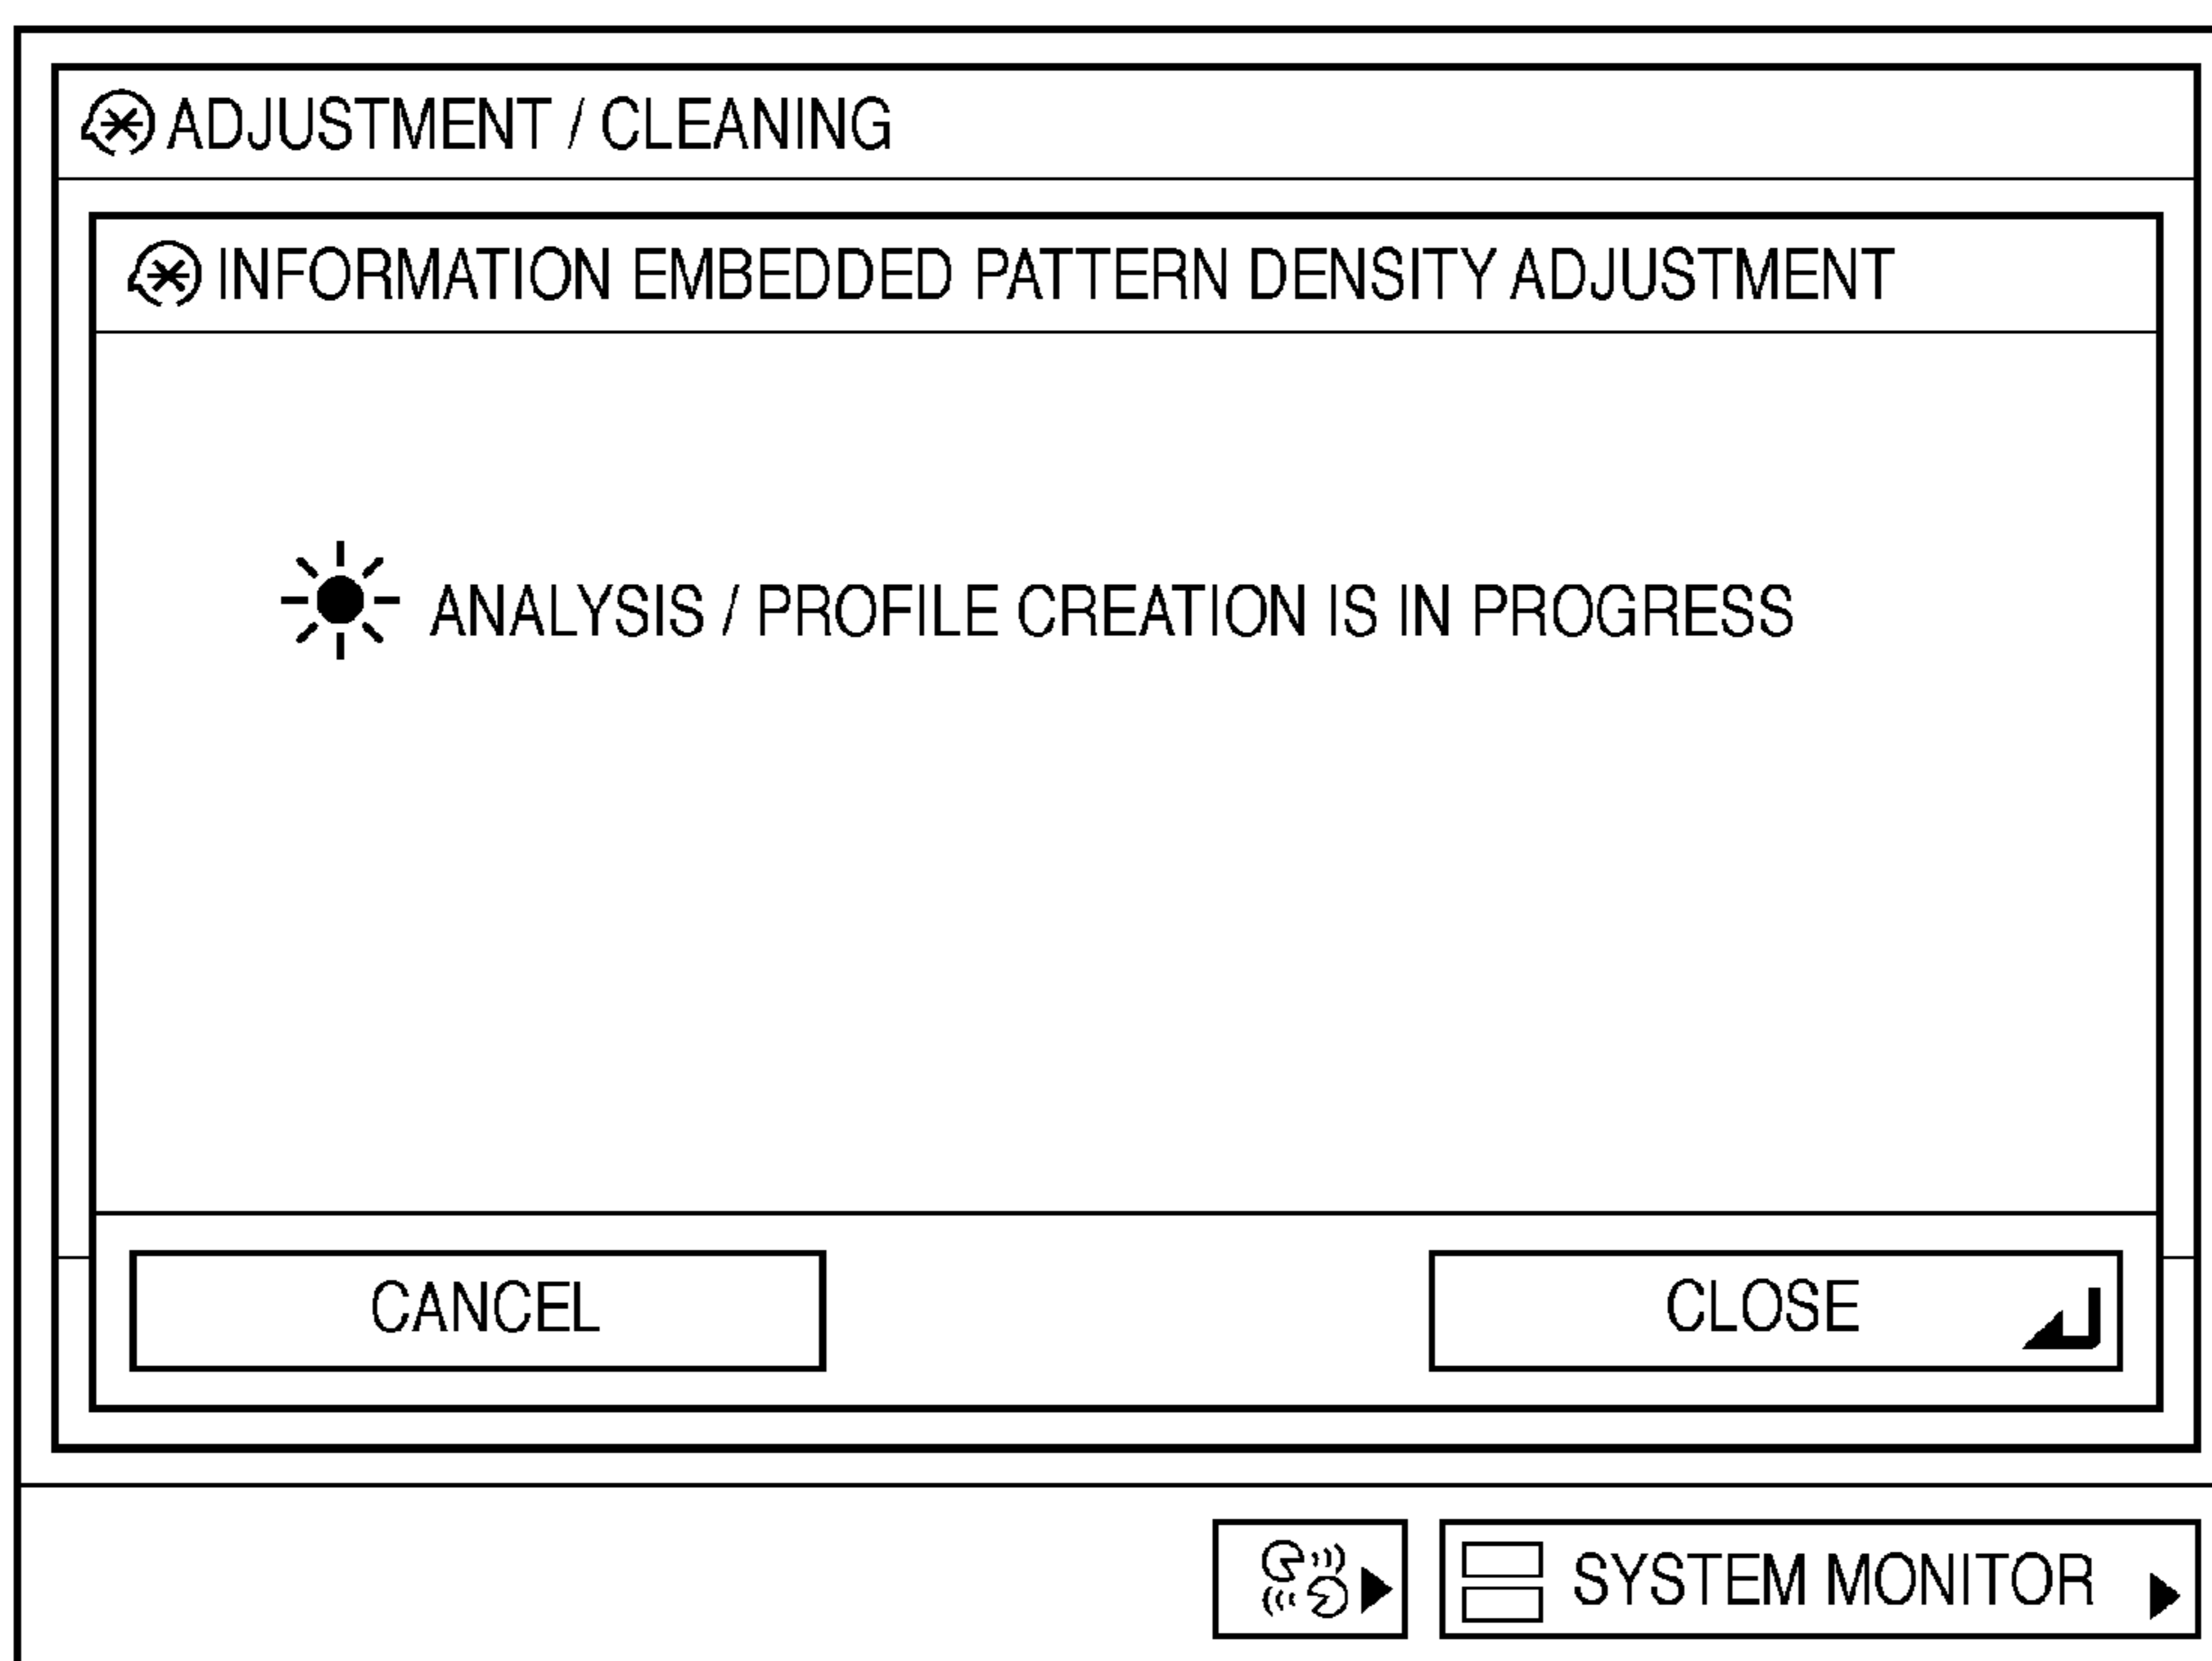 ADJUSTMENT / CLEANING
INFORMATION EMBEDDED PATTERN DENSITY ADJUSTMENT
ANALYSIS / PROFILE CREATION IS IN PROGRESS
CANCEL
CLOSE
SYSTEM MONITOR